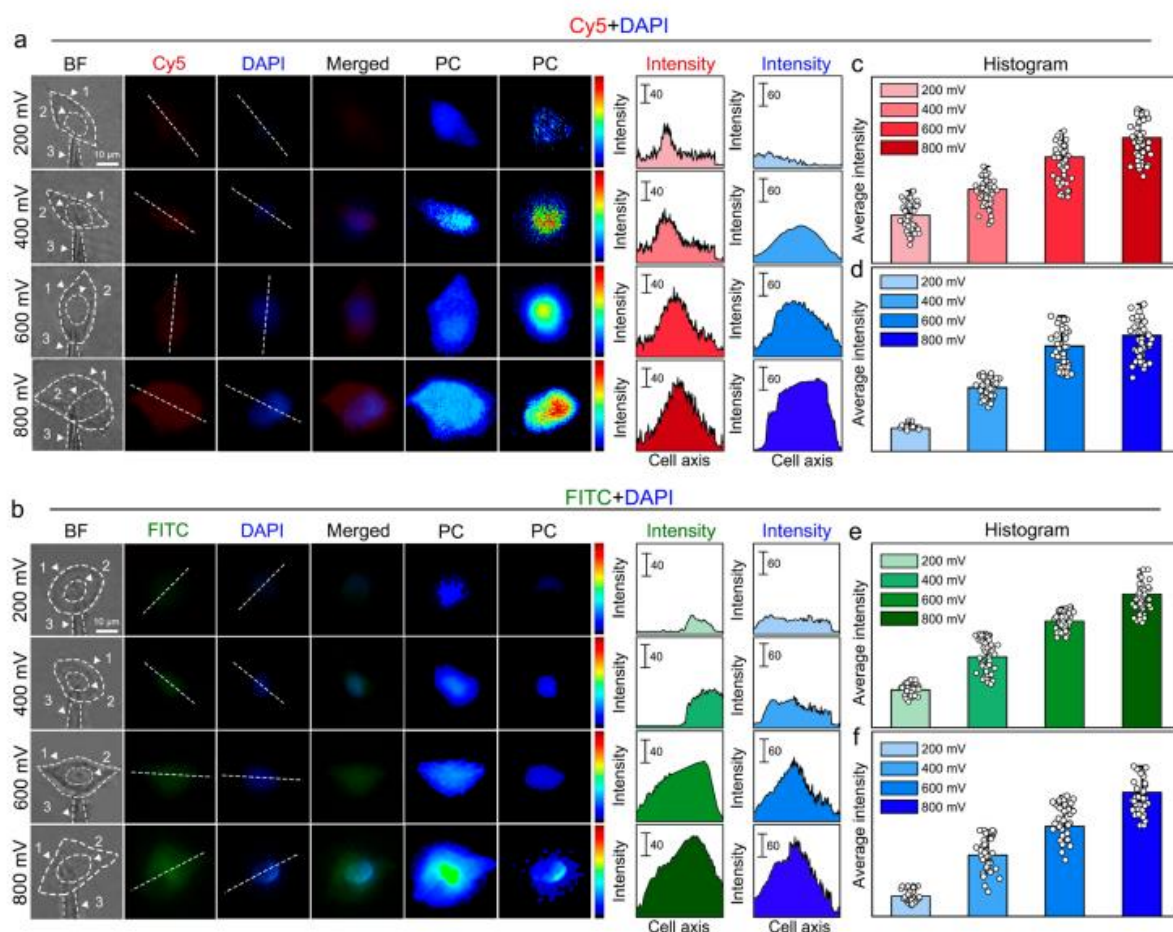 Cy5+DAPI
a
BF Cy5 DAPI Merged PC PC Intensity Intensity
c Histogram
200 mV
1
2
3
10 µm
Intensity
40
Intensity
60
400 mV
1
2
3
Intensity
40
Intensity
60
600 mV
1
2
3
Intensity
40
Intensity
60
800 mV
1
2
3
Intensity
40
Intensity
60
Cell axis Cell axis
Average intensity
200 mV
400 mV
600 mV
800 mV
d
Average intensity
200 mV
400 mV
600 mV
800 mV
FITC+DAPI
b
BF FITC DAPI Merged PC PC Intensity Intensity
e Histogram
200 mV
1
2
3
10 µm
Intensity
40
Intensity
60
400 mV
1
2
3
Intensity
40
Intensity
60
600 mV
1
2
3
Intensity
40
Intensity
60
800 mV
1
2
3
Intensity
40
Intensity
60
Cell axis Cell axis
Average intensity
200 mV
400 mV
600 mV
800 mV
f
Average intensity
200 mV
400 mV
600 mV
800 mV